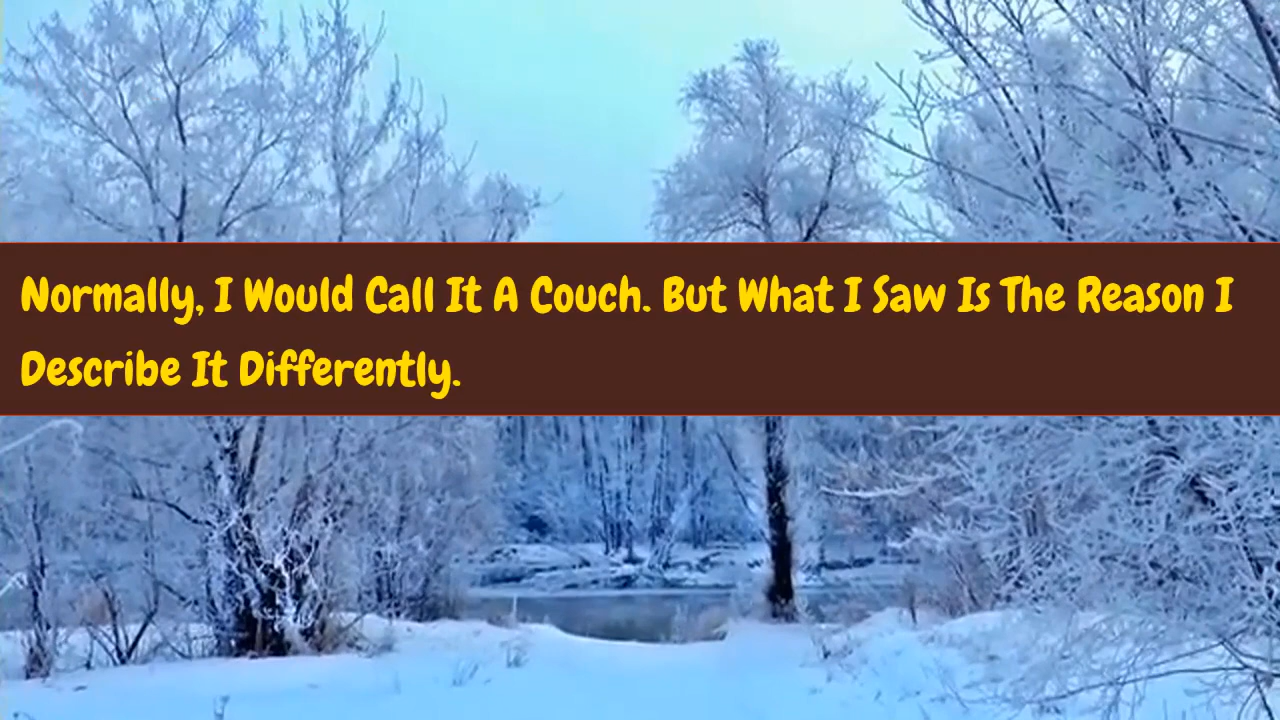 Normally, I Would Call It A Couch. But What I Saw Is The Reason I
Describe It Differently.